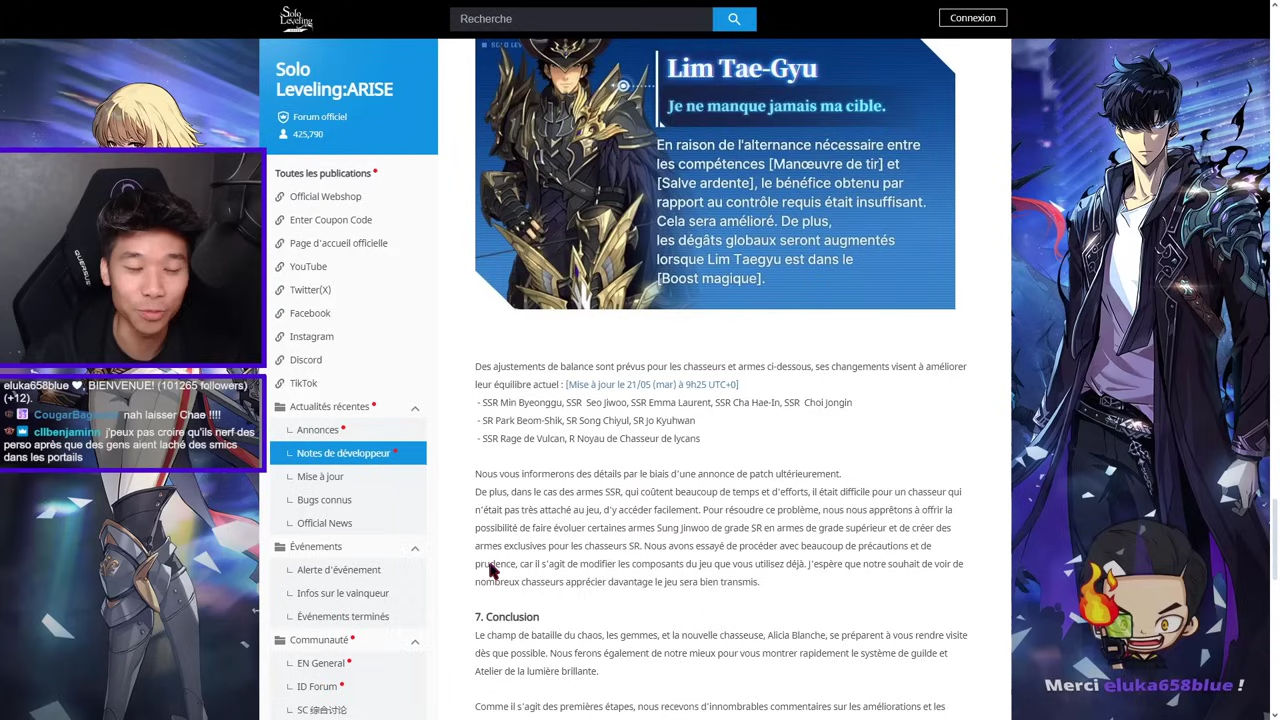 Solo
Leveling
Recherche
Connexion
Solo
Leveling:ARISE
Forum officiel
425,790
Toutes les publications
Official Webshop
Enter Coupon Code
Page d'accueil officielle
YouTube
Twitter(X)
Facebook
Instagram
Discord
TikTok
Actualités récentes
Annonces
Notes de développeur
Mise à jour
Bugs connus
Official News
Événements
Alerte d'événement
Infos sur le vainqueur
Événements terminés
Communauté
EN General
ID Forum
CN 综合讨论
eluka658blue 🤍, BIENVENUE! (101265 followers)
(+12).
nah laisser Chae !!!!
cllbenjaminn j'peux pas croire qu'ils nerf des
perso après que des gens aient laché des smics
dans les portails
Lim Tae-Gyu
Je ne manque jamais ma cible.
En raison de l'alternance nécessaire entre
les compétences [Manœuvre de tir] et
[Salve ardente], le bénéfice obtenu par
rapport au contrôle requis était insuffisant.
Cela sera amélioré. De plus,
les dégâts globaux seront augmentés
lorsque Lim Taegyu est dans le
[Boost magique].
Des ajustements de balance sont prévus pour les chasseurs et armes ci-dessous, ses changements visent à améliorer
leur équilibre actuel : [Mise à jour le 21/05 (mar) à 9h25 UTC+0]
- SSR Min Byeonggu, SSR Seo Jiwoo, SSR Emma Laurent, SSR Cha Hae-In, SSR Choi Jongin
- SR Park Beom-Shik, SR Song Chiyul, SR Jo Kyuhwan
- SSR Rage de Vulcan, R Noyau de Chasseur de lycans
Nous vous informerons des détails par le biais d'une annonce de patch ultérieurement.
De plus, dans le cas des armes SSR, qui coûtent beaucoup de temps et d'efforts, il était difficile pour un chasseur qui
n'était pas très attaché au jeu, d'y accéder facilement. Pour résoudre ce problème, nous nous apprêtons à offrir la
possibilité de faire évoluer certaines armes Sung Jinwoo de grade SR en armes de grade supérieur et de créer des
armes exclusives pour les chasseurs SR. Nous avons essayé de procéder avec beaucoup de précautions et de
prudence, car il s'agit de modifier les composants du jeu que vous utilisez déjà. J'espère que notre souhait de voir de
nombreux chasseurs apprécier davantage le jeu sera bien transmis.
7. Conclusion
Le champ de bataille du chaos, les gemmes, et la nouvelle chasseuse, Alicia Blanche, se préparent à vous rendre visite
dès que possible. Nous ferons également de notre mieux pour vous montrer rapidement le système de guilde et
Atelier de la lumière brillante.
Comme il s'agit des premières étapes, nous recevons d'innombrables commentaires sur les améliorations et les
Merci eluka658blue !